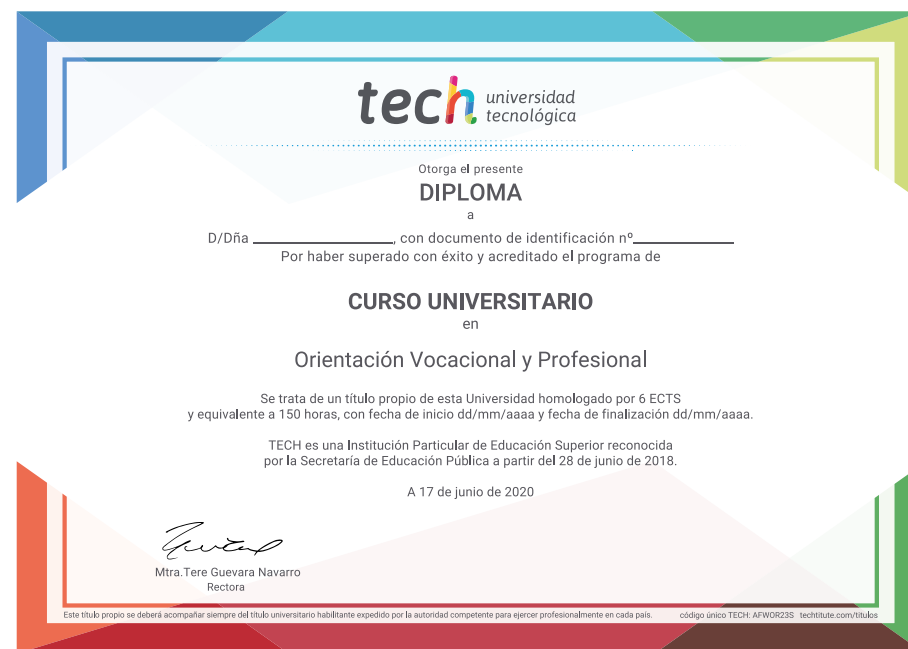 tech universidad
tecnológica
Otorga el presente
DIPLOMA
a
D/Dña ________________, con documento de identificación nº____________
Por haber superado con éxito y acreditado el programa de
CURSO UNIVERSITARIO
en
Orientación Vocacional y Profesional
Se trata de un título propio de esta Universidad homologado por 6 ECTS
y equivalente a 150 horas, con fecha de inicio dd/mm/aaaa y fecha de finalización dd/mm/aaaa.
TECH es una Institución Particular de Educación Superior reconocida
por la Secretaría de Educación Pública a partir del 28 de junio de 2018.
A 17 de junio de 2020
Mtra.Tere Guevara Navarro
Rectora
Este título propio se deberá acompañar siempre del título universitario habilitante expedido por la autoridad competente para ejercer profesionalmente en cada país. código único TECH: AFWOR23S techtitute.com/titulos